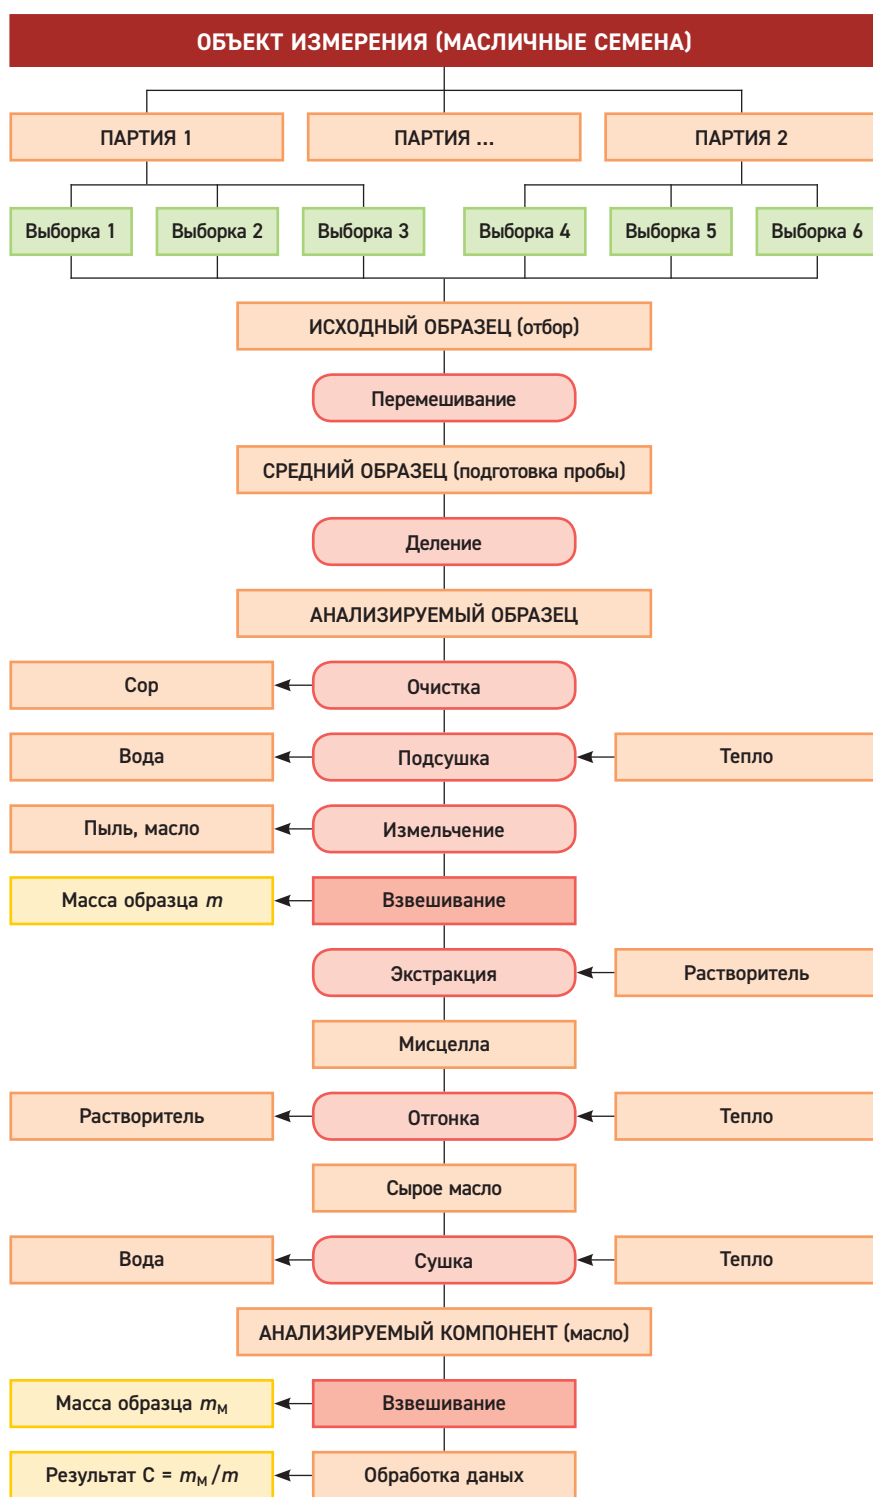 ОБЪЕКТ ИЗМЕРЕНИЯ (МАСЛИЧНЫЕ СЕМЕНА)
ПАРТИЯ 1
ПАРТИЯ ...
ПАРТИЯ 2
Выборка 1
Выборка 2
Выборка 3
Выборка 4
Выборка 5
Выборка 6
ИСХОДНЫЙ ОБРАЗЕЦ (отбор)
Перемешивание
СРЕДНИЙ ОБРАЗЕЦ (подготовка пробы)
Деление
АНАЛИЗИРУЕМЫЙ ОБРАЗЕЦ
Сор
Очистка
Вода
Подсушка
Тепло
Пыль, масло
Измельчение
Масса образца m
Взвешивание
Экстракция
Растворитель
Мисцелла
Растворитель
Отгонка
Тепло
Сырое масло
Вода
Сушка
Тепло
АНАЛИЗИРУЕМЫЙ КОМПОНЕНТ (масло)
Масса образца mм
Взвешивание
Результат С = mм/m
Обработка даных